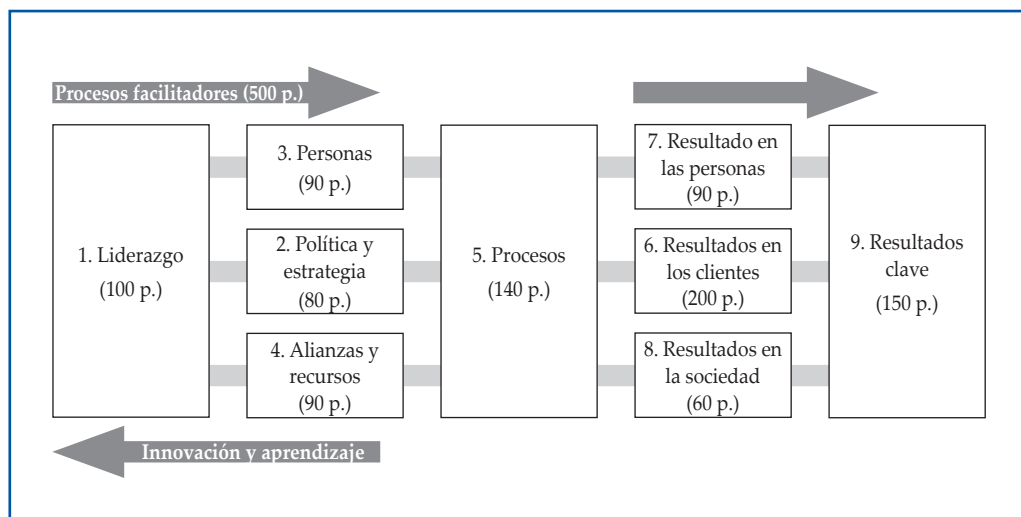 Procesos facilitadores (500 p.)
1. Liderazgo
(100 p.)
3. Personas
(90 p.)
2. Política y
estrategia
(80 p.)
4. Alianzas y
recursos
(90 p.)
5. Procesos
(140 p.)
7. Resultado en
las personas
(90 p.)
6. Resultados en
los clientes
(200 p.)
8. Resultados en
la sociedad
(60 p.)
9. Resultados
clave
(150 p.)
Innovación y aprendizaje